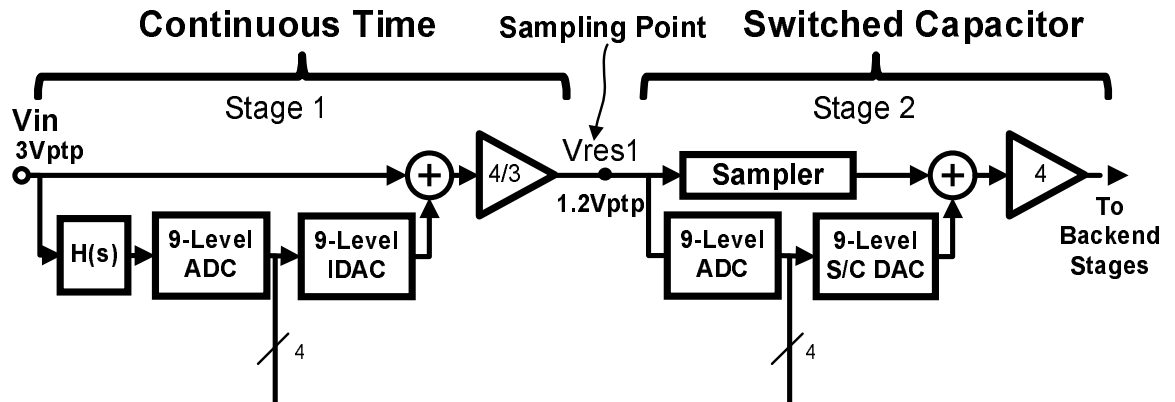 Continuous Time
Sampling Point
Switched Capacitor
Stage 1
Stage 2
Vin
3Vptp
+
4/3
Vres1
1.2Vptp
Sampler
+
4
H(s)
9-Level
ADC
9-Level
IDAC
9-Level
ADC
9-Level
S/C DAC
To
Backend
Stages
4
4